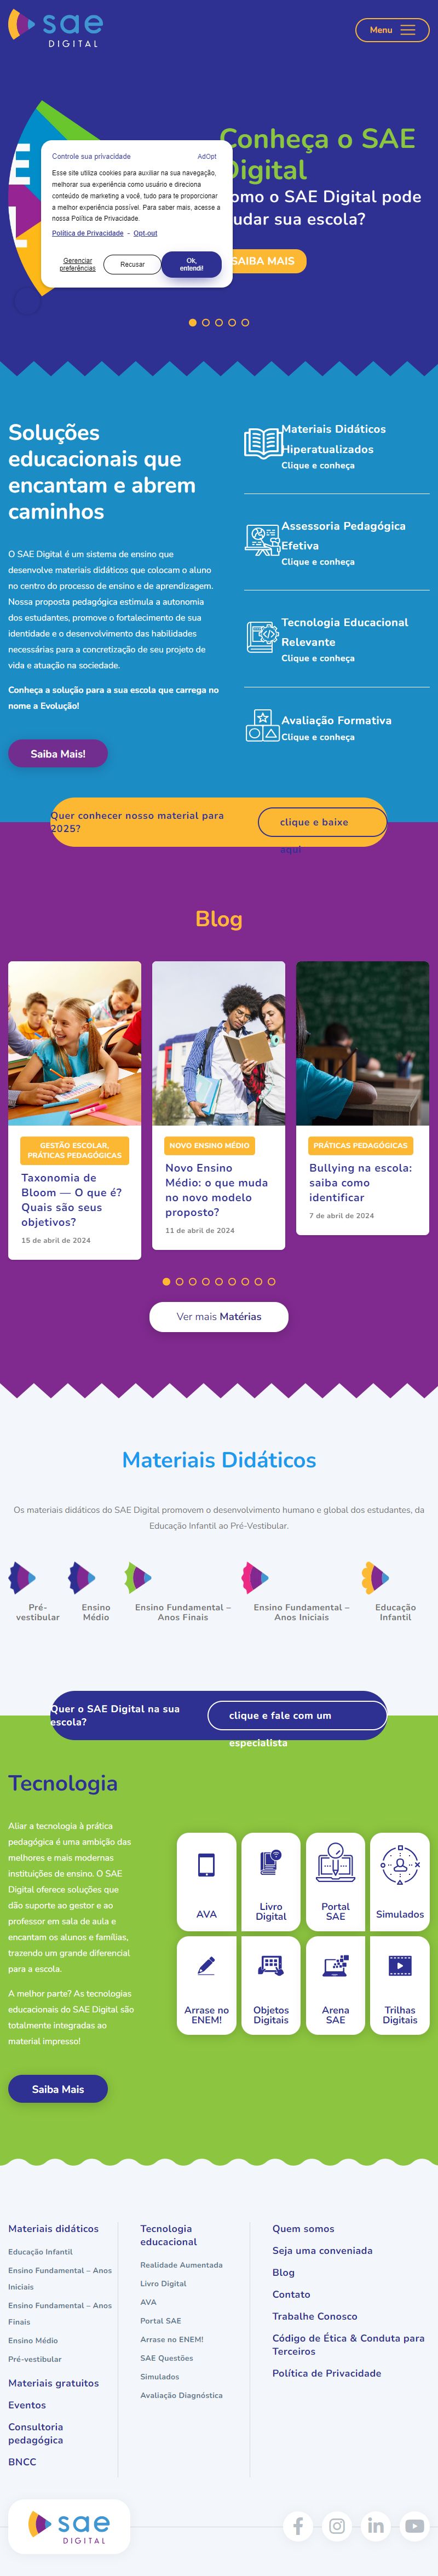 sae
DIGITAL
Menu
Conheça o SAE
Digital
omo o SAE Digital pode
udar sua escola?
SAIBA MAIS
E
L
Controle sua privacidade
AdOpt
Esse site utiliza cookies para auxiliar na sua navegação,
melhorar sua experiência como usuário e direciona
conteúdo de marketing a você, tudo para te proporcionar
a melhor experiência possível. Para saber mais, acesse a
nossa Política de Privacidade.
Política de Privacidade - Opt-out
Gerenciar
preferências
Recusar
Ok,
entendi!
Soluções
educacionais que
encantam e abrem
caminhos
O SAE Digital é um sistema de ensino que
desenvolve materiais didáticos que colocam o aluno
no centro do processo de ensino e de aprendizagem.
Nossa proposta pedagógica estimula a autonomia
dos estudantes, promove o fortalecimento de sua
identidade e o desenvolvimento das habilidades
necessárias para a concretização de seu projeto de
vida e atuação na sociedade.
Conheça a solução para a sua escola que carrega no
nome a Evolução!
Saiba Mais!
Materiais Didáticos
Hiperatualizados
Clique e conheça
Assessoria Pedagógica
Efetiva
Clique e conheça
Tecnologia Educacional
Relevante
Clique e conheça
Avaliação Formativa
Clique e conheça
Quer conhecer nosso material para
2025?
clique e baixe
aqui
Blog
GESTÃO ESCOLAR,
PRÁTICAS PEDAGÓGICAS
Taxonomia de
Bloom — O que é?
Quais são seus
objetivos?
15 de abril de 2024
NOVO ENSINO MÉDIO
Novo Ensino
Médio: o que muda
no novo modelo
proposto?
11 de abril de 2024
PRÁTICAS PEDAGÓGICAS
Bullying na escola:
saiba como
identificar
7 de abril de 2024
Ver mais Matérias
Materiais Didáticos
Os materiais didáticos do SAE Digital promovem o desenvolvimento humano e global dos estudantes, da
Educação Infantil ao Pré-Vestibular.
Pré-
vestibular
Ensino
Médio
Ensino Fundamental –
Anos Finais
Ensino Fundamental –
Anos Iniciais
Educação
Infantil
Quer o SAE Digital na sua
escola?
clique e fale com um
especialista
Tecnologia
Aliar a tecnologia à prática
pedagógica é uma ambição das
melhores e mais modernas
instituições de ensino. O SAE
Digital oferece soluções que
dão suporte ao gestor e ao
professor em sala de aula e
encantam os alunos e famílias,
trazendo um grande diferencial
para a escola.
A melhor parte? As tecnologias
educacionais do SAE Digital são
totalmente integradas ao
material impresso!
Saiba Mais
AVA
Livro
Digital
Portal
SAE
Simulados
Arrase no
ENEM!
Objetos
Digitais
Arena
SAE
Trilhas
Digitais
Materiais didáticos
Educação Infantil
Ensino Fundamental – Anos
Iniciais
Ensino Fundamental – Anos
Finais
Ensino Médio
Pré-vestibular
Materiais gratuitos
Eventos
Consultoria
pedagógica
BNCC
Tecnologia
educacional
Realidade Aumentada
Livro Digital
AVA
Portal SAE
Arrase no ENEM!
SAE Questões
Simulados
Avaliação Diagnóstica
Quem somos
Seja uma conveniada
Blog
Contato
Trabalhe Conosco
Código de Ética & Conduta para
Terceiros
Política de Privacidade
sae
DIGITAL